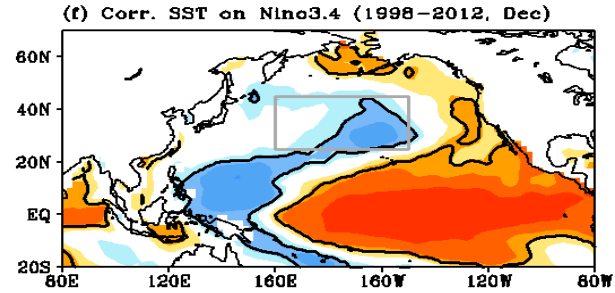 (f) Corr. SST on Nino3.4 (1998-2012, Dec)
60N
40N
20N
EQ
20S
80E 120E 160E 160W 120W 80W